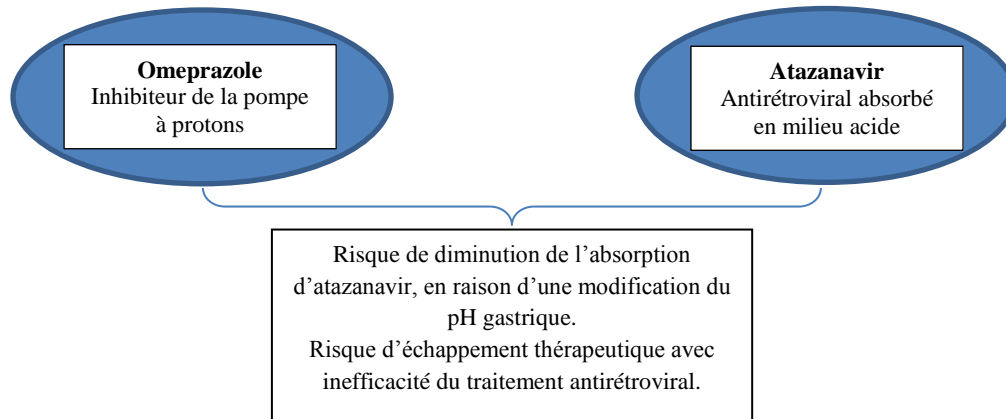 Omeprazole
Inhibiteur de la pompe
à protons
Atazanavir
Antirétroviral absorbé
en milieu acide
Risque de diminution de l’absorption
d’atazanavir, en raison d’une modification du
pH gastrique.
Risque d’échappement thérapeutique avec
inefficacité du traitement antirétroviral.